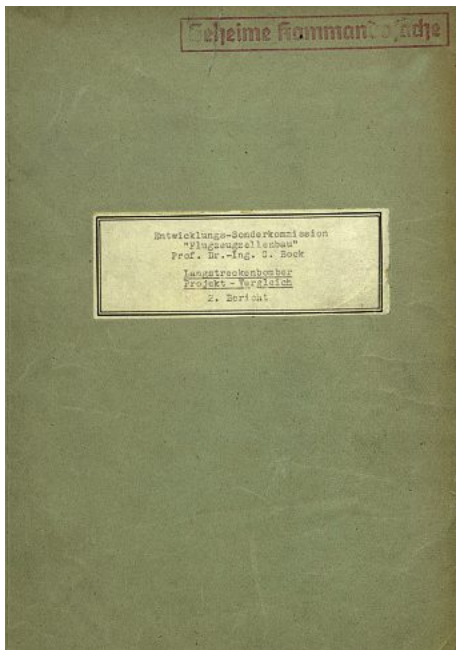 Geheime Kommandosache
Entwicklungs-Sonderkommission
"Flugzeugzellenbau"
Prof. Dr.-Ing. G. Bock
Langstreckenbomber
Projekt - Vergleich
2. Bericht